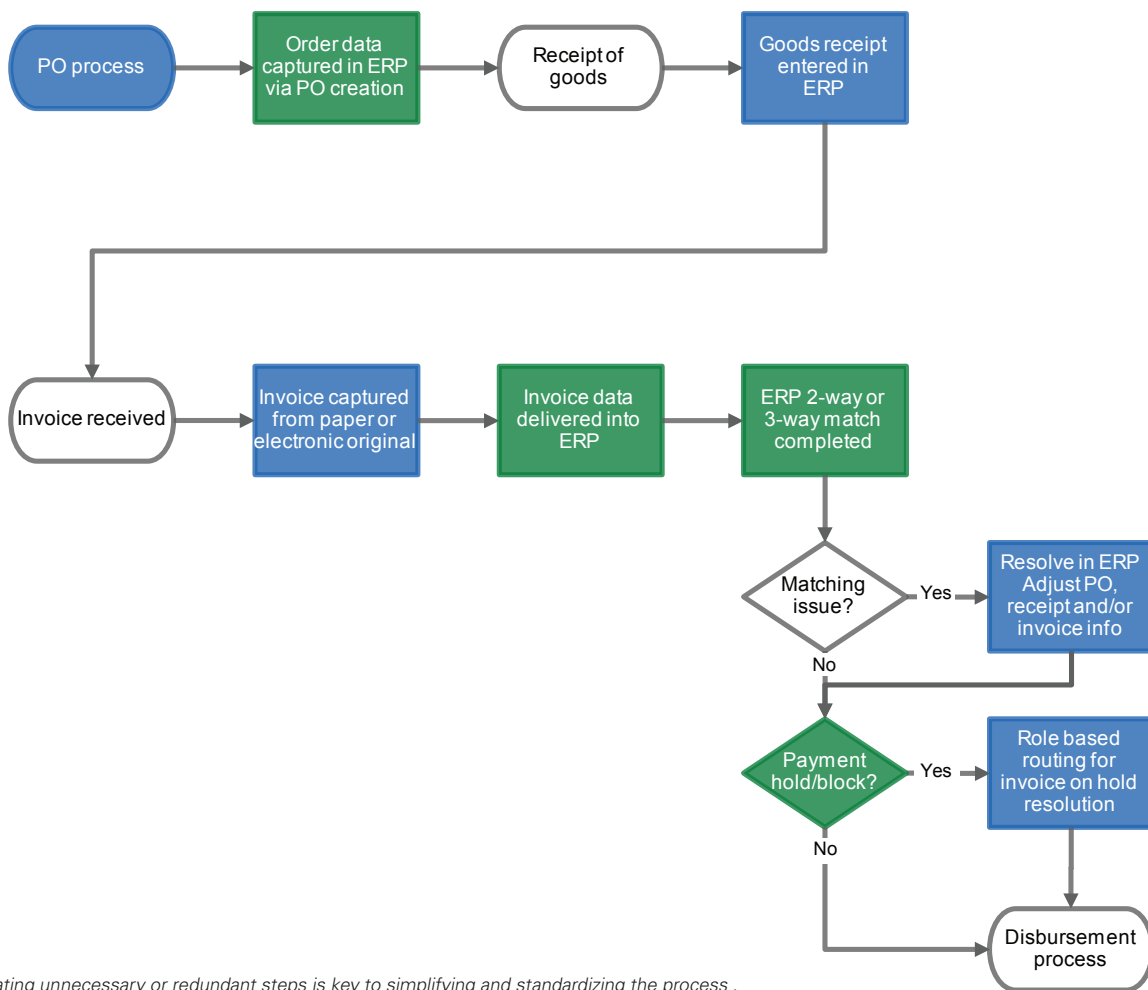 PO process
Order data
captured in ERP
via PO creation
Receipt of
goods
Goods receipt
entered in
ERP
Invoice received
Invoice captured
from paper or
electronic original
Invoice data
delivered into
ERP
ERP 2-way or
3-way match
completed
Matching
issue?
Yes
Resolve in ERP
Adjust PO,
receipt and/or
invoice info
No
Payment
hold/block?
Yes
Role based
routing for
invoice on hold
resolution
No
Disbursement
process
unnecessary or redundant steps is key to simplifying and standardizing the process .